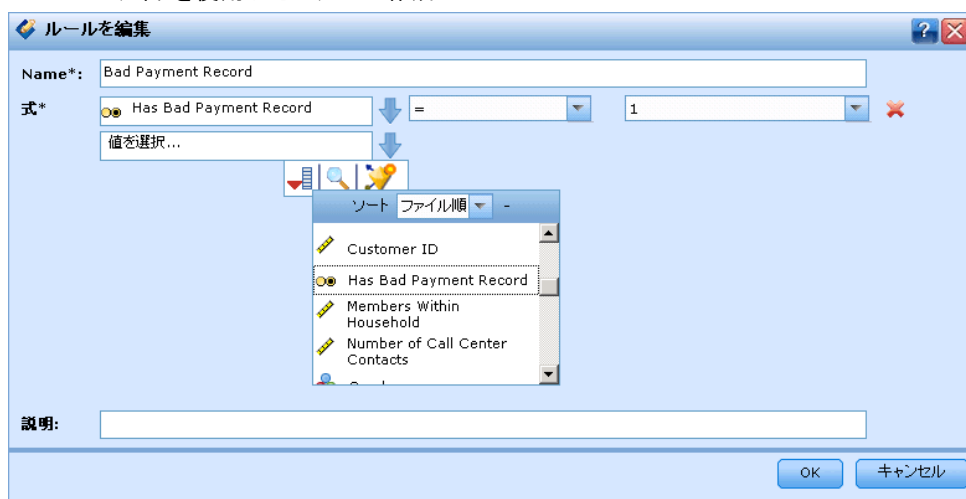 ルールを編集
Name*: Bad Payment Record
式* Has Bad Payment Record = 1
値を選択...
ソート ファイル順 -
Customer ID
Has Bad Payment Record
Members Within
Household
Number of Call Center
Contacts
説明:
OK キャンセル